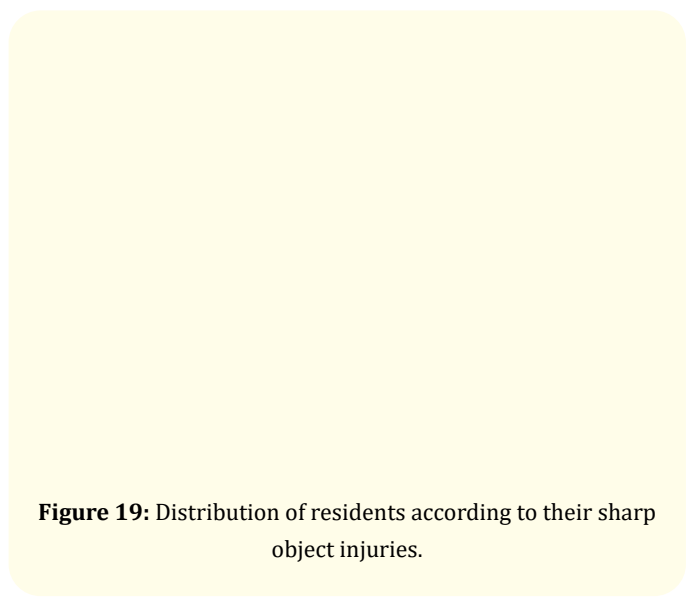 Figure 19: Distribution of residents according to their sharp
object injuries.